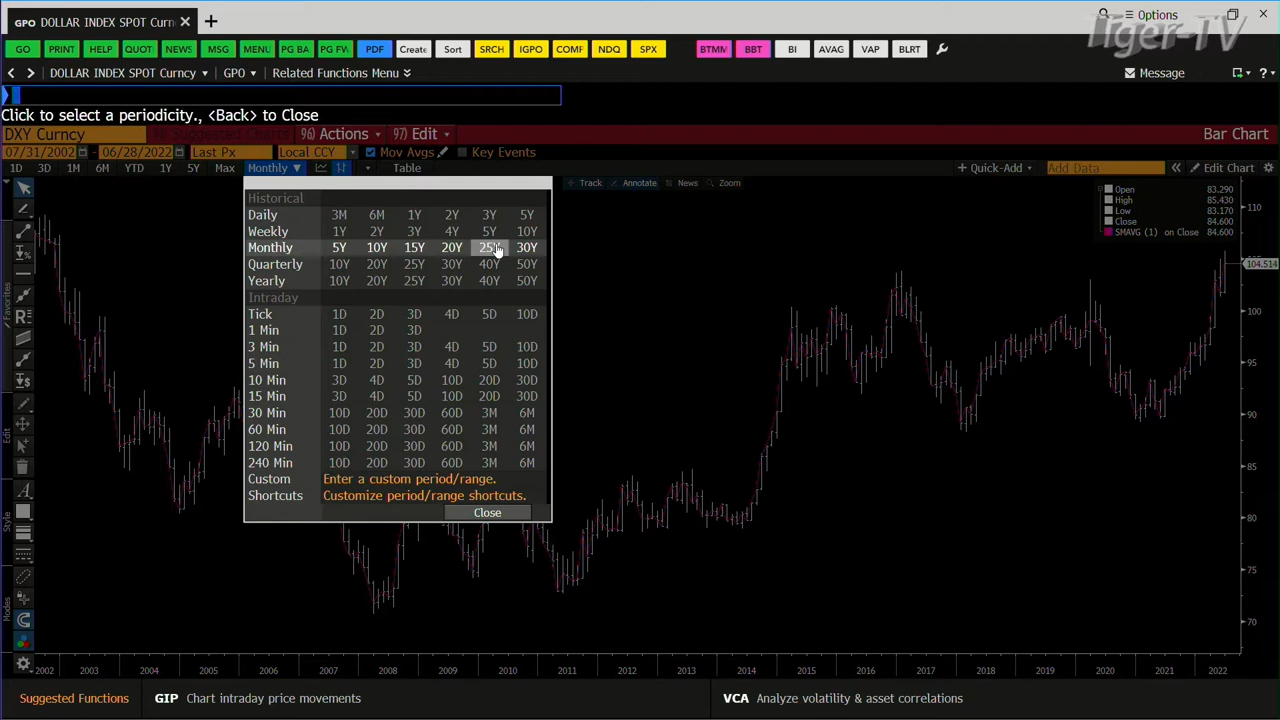 GPO DOLLAR INDEX SPOT Curn
Options
Tiger-TV
GO PRINT HELP QUOT NEWS MSG MENU PG BA PG FW PDF Create Sort SRCH IGPO COMF NDQ SPX BTMM BBT BI AVAG VAP BLRT
DOLLAR INDEX SPOT Curncy GPO Related Functions Menu Message
Click to select a periodicity., <Back> to Close
DXY Curncy Suggested Charts 96) Actions 97) Edit Bar Chart
07/31/2002 - 06/28/2022 Last Px Local CCY Mov Avgs Key Events
1D 3D 1M 6M YTD 1Y 5Y Max Monthly ▼ Table + Quick-Add Add Data « Edit Chart
Track Annotate News Zoom
Historical
Daily 3M 6M 1Y 2Y 3Y 5Y
Weekly 1Y 2Y 3Y 4Y 5Y 10Y
Monthly 5Y 10Y 15Y 20Y 25Y 30Y
Quarterly 10Y 20Y 25Y 30Y 40Y 50Y
Yearly 10Y 20Y 25Y 30Y 40Y 50Y
Intraday
Tick 1D 2D 3D 4D 5D 10D
1 Min 1D 2D 3D
3 Min 1D 2D 3D 4D 5D 10D
5 Min 1D 2D 3D 4D 5D 10D
10 Min 3D 4D 5D 10D 20D 30D
15 Min 3D 4D 5D 10D 20D 30D
30 Min 10D 20D 30D 60D 3M 6M
60 Min 10D 20D 30D 60D 3M 6M
120 Min 10D 20D 30D 60D 3M 6M
240 Min 10D 20D 30D 60D 3M 6M
Custom Enter a custom period/range.
Shortcuts Customize period/range shortcuts.
Close
Open 83.290
High 85.430
Low 83.170
Close 84.600
SMAVG (1) on Close 84.600
110
104.514
100
95
90
85
80
75
70
Favorites
Edit
Style
Modes
2002 2003 2004 2005 2006 2007 2008 2009 2010 2011 2012 2013 2014 2015 2016 2017 2018 2019 2020 2021 2022
Suggested Functions GIP Chart intraday price movements VCA Analyze volatility & asset correlations